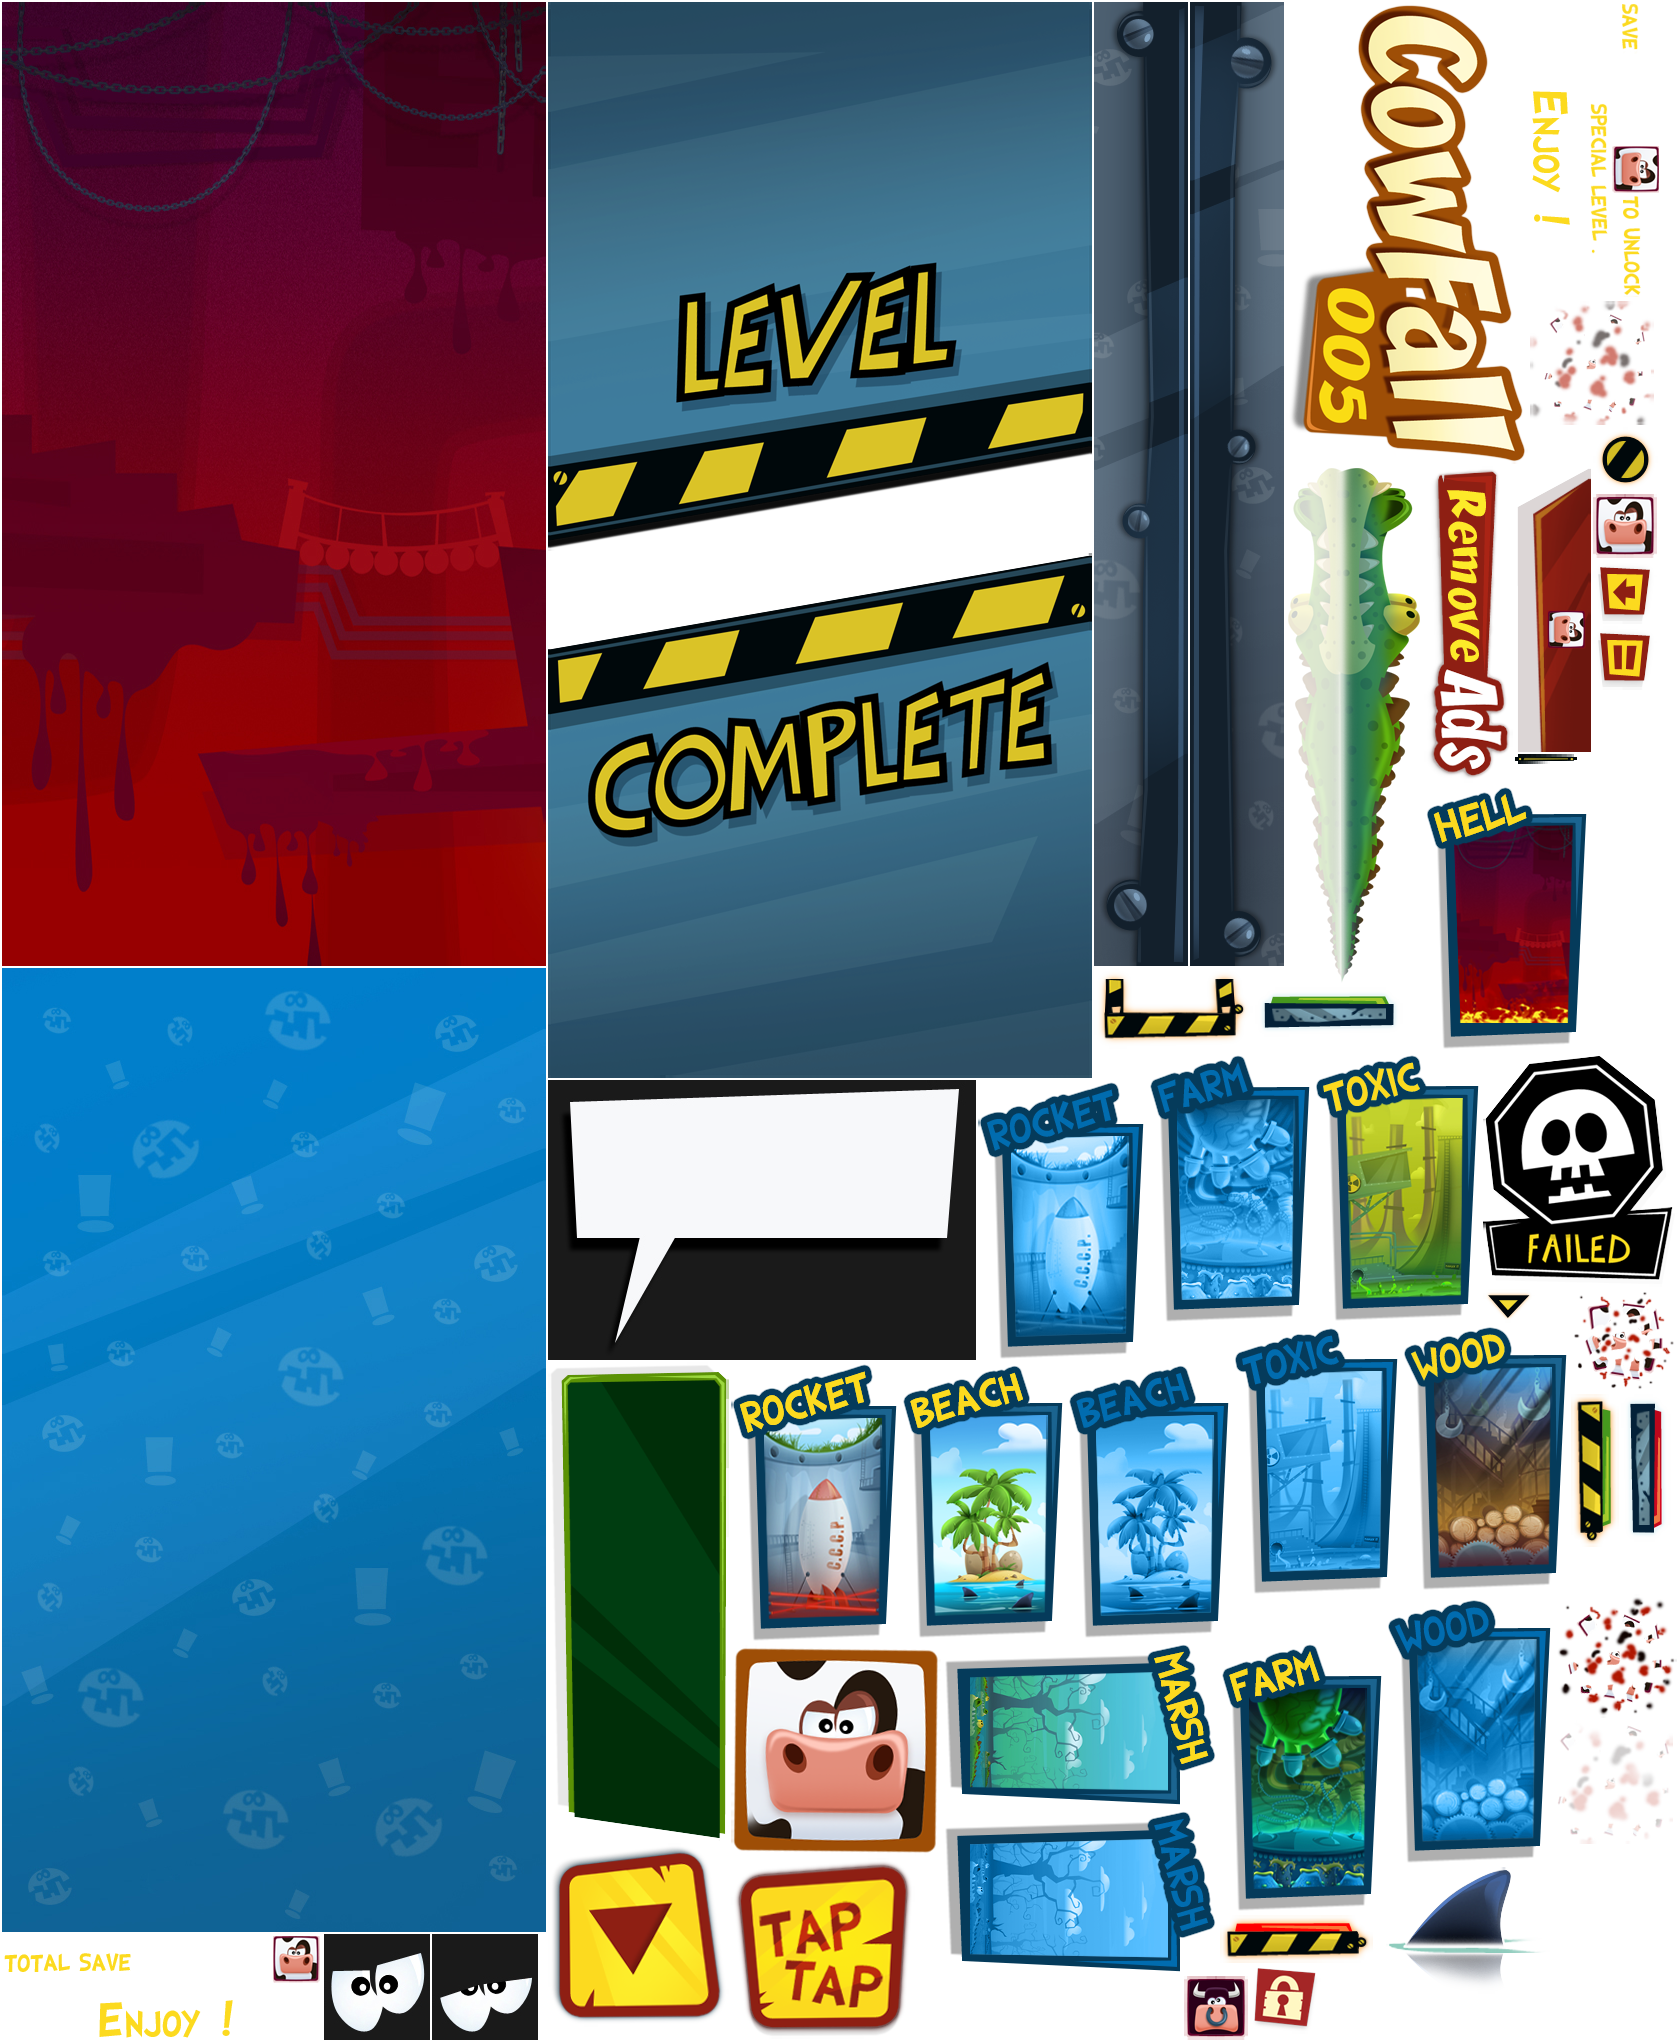 SAVE
TO UNLOCK
SPECIAL LEVEL .
ENJOY !
CowFall
005
LEVEL
COMPLETE
Remove Ads
HELL
ROCKET
C.C.C.P.
FARM
TOXIC
FAILED
ROCKET
C.C.C.P.
BEACH
BEACH
TOXIC
WOOD
MARSH
FARM
WOOD
MARSH
TAP
TAP
TOTAL SAVE
ENJOY !